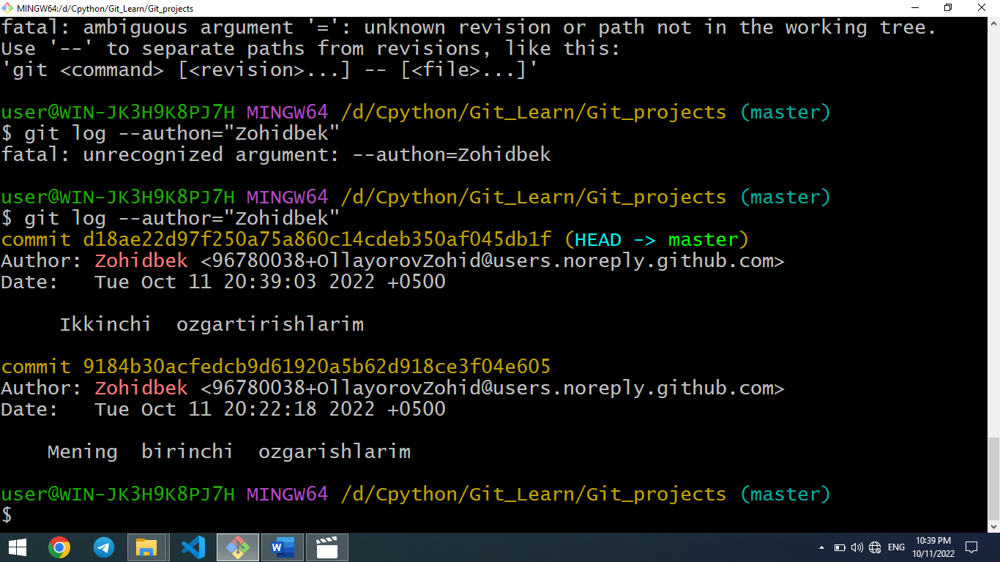 MINGW64:/d/Cpython/Git_Learn/Git_projects
fatal: ambiguous argument '=': unknown revision or path not in the working tree.
Use '--' to separate paths from revisions, like this:
'git <command> [<revision>...] -- [<file>...]'
user@WIN-JK3H9K8PJ7H MINGW64 /d/Cpython/Git_Learn/Git_projects (master)
$ git log --authon="Zohidbek"
fatal: unrecognized argument: --authon=Zohidbek
user@WIN-JK3H9K8PJ7H MINGW64 /d/Cpython/Git_Learn/Git_projects (master)
$ git log --author="Zohidbek"
commit d18ae22d97f250a75a860c14cdeb350af045db1f (HEAD -> master)
Author: Zohidbek <96780038+OllayorovZohid@users.noreply.github.com>
Date:   Tue Oct 11 20:39:03 2022 +0500
Ikkinchi  ozgartirishlarim
commit 9184b30acfedcb9d61920a5b62d918ce3f04e605
Author: Zohidbek <96780038+OllayorovZohid@users.noreply.github.com>
Date:   Tue Oct 11 20:22:18 2022 +0500
Mening  birinchi  ozgarishlarim
user@WIN-JK3H9K8PJ7H MINGW64 /d/Cpython/Git_Learn/Git_projects (master)
$
W
ENG
10:39 PM
10/11/2022